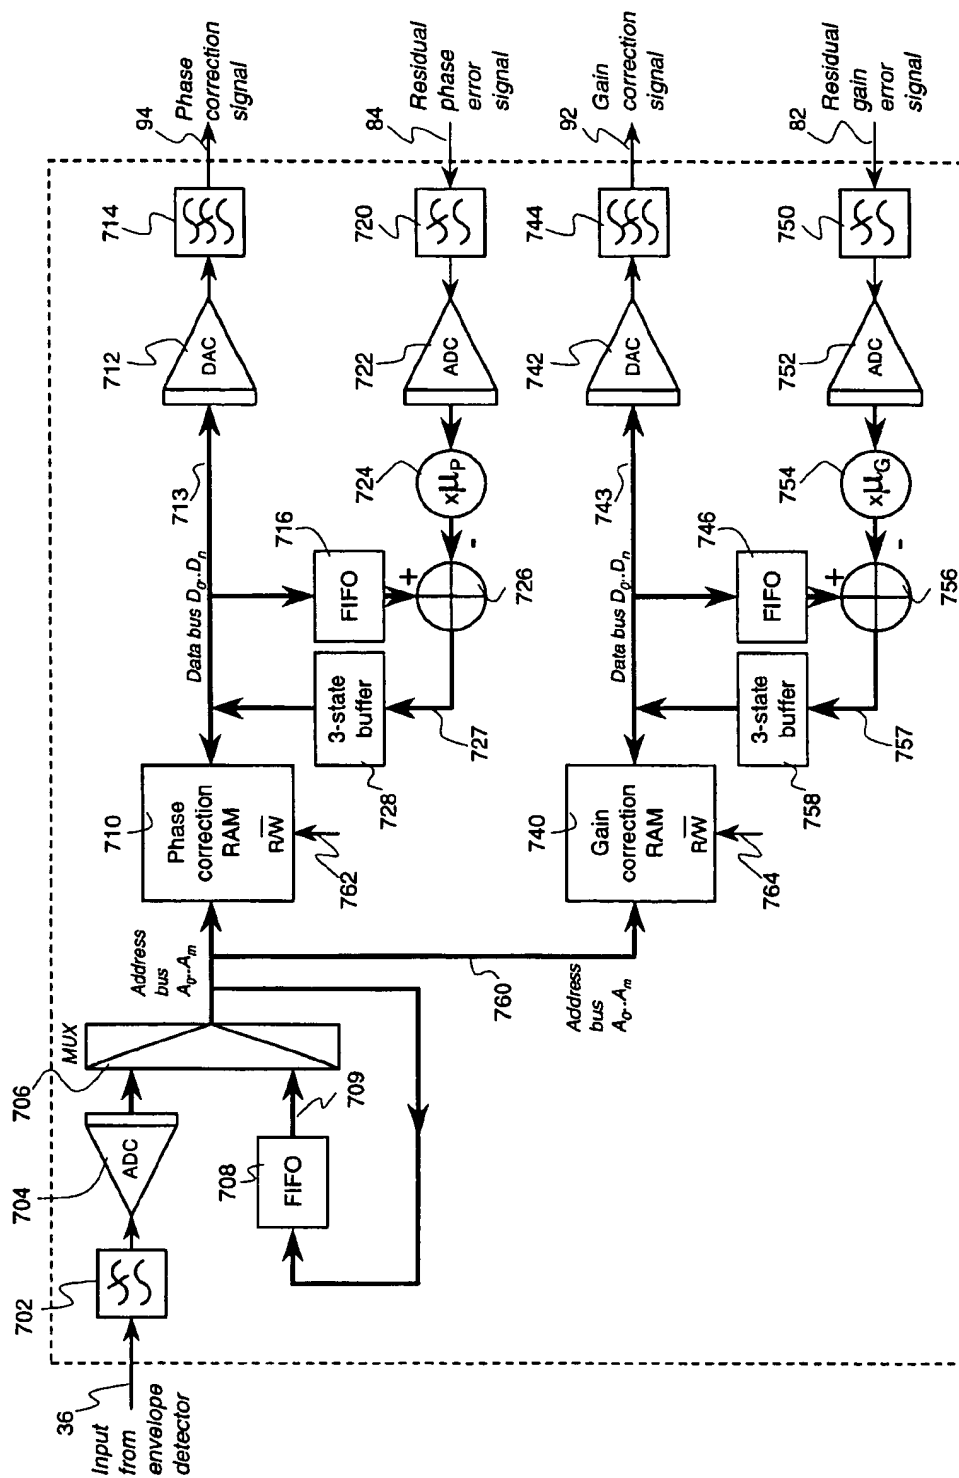 36
Input
from
envelope
detector
702
704
ADC
706
MUX
708
FIFO
709
Address
bus
A0..Am
760
Address
bus
A0..Am
710
Phase
correction
RAM
R/W̅
762
Data bus D0..Dn
713
712
DAC
714
94
Phase
correction
signal
716
FIFO
+
-
726
727
3-state
buffer
728
724
xμP
722
ADC
720
84
Residual
phase
error
signal
740
Gain
correction
RAM
R/W̅
764
Data bus D0..Dn
743
742
DAC
744
92
Gain
correction
signal
746
FIFO
+
-
756
757
3-state
buffer
758
754
xμG
752
ADC
750
82
Residual
gain
error
signal